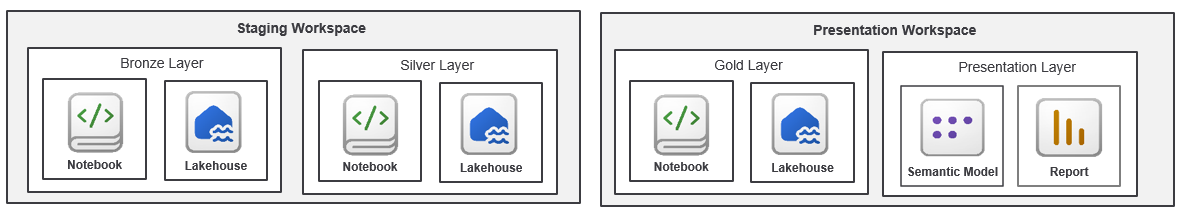 Staging Workspace
Bronze Layer
Notebook
Lakehouse
Silver Layer
Notebook
Lakehouse
Presentation Workspace
Gold Layer
Notebook
Lakehouse
Presentation Layer
Semantic Model
Report